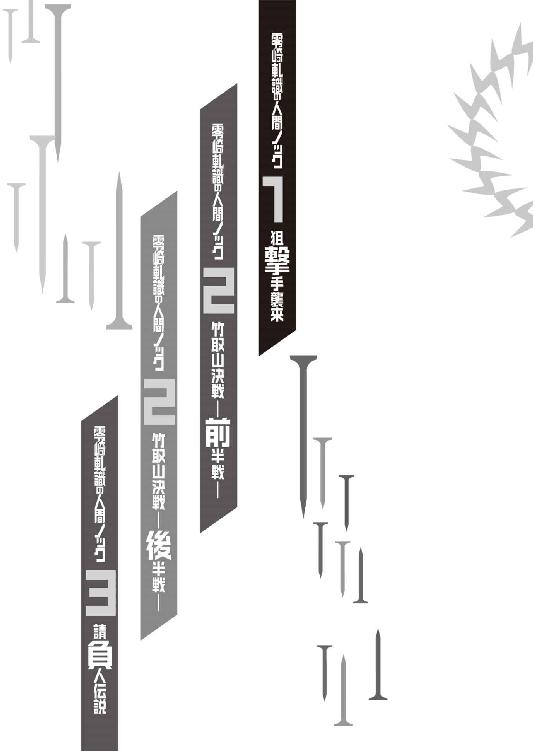 零崎軋識の人間ノック1狙撃手襲来
零崎軋識の人間ノック2竹取山決戦―前半戦―
零崎軋識の人間ノック2竹取山決戦―後半戦―
零崎軋識の人間ノック3請負人伝説